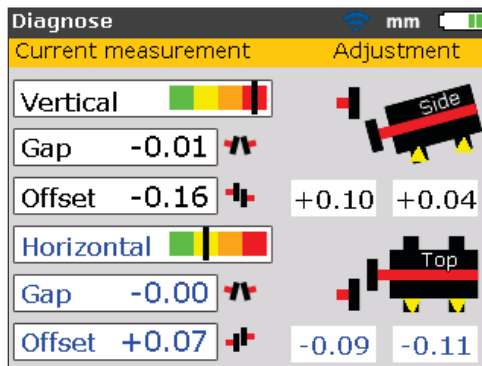 Diagnose mm
Current measurement Adjustment
Vertical
Side
Gap -0.01
Offset -0.16
+0.10 +0.04
Horizontal
Top
Gap -0.00
Offset +0.07
-0.09 -0.11